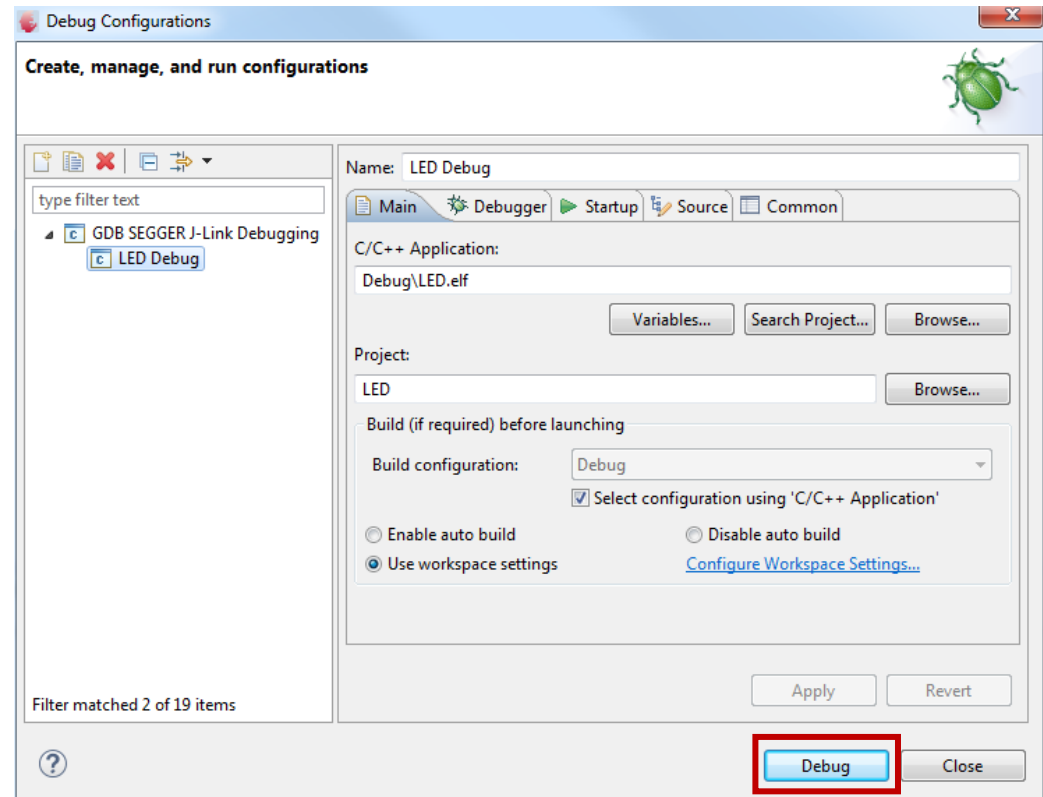 Debug Configurations
Create, manage, and run configurations
type filter text
GDB SEGGER J-Link Debugging
LED Debug
Filter matched 2 of 19 items
Name: LED Debug
Main Debugger Startup Source Common
C/C++ Application:
Debug\LED.elf
Variables... Search Project... Browse...
Project:
LED Browse...
Build (if required) before launching
Build configuration: Debug
Select configuration using 'C/C++ Application'
Enable auto build Disable auto build
Use workspace settings Configure Workspace Settings...
Apply Revert
Debug Close